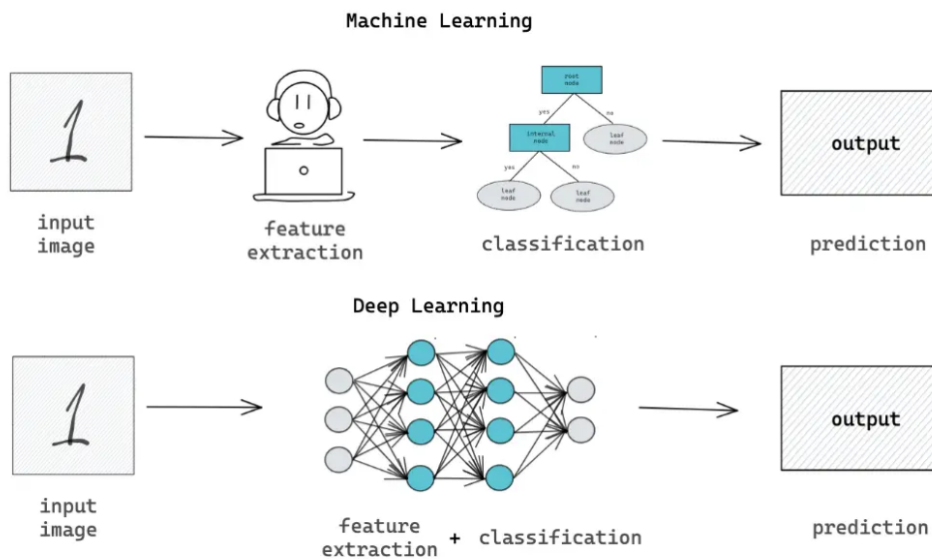 Machine Learning
1
root
node
yes
no
internal
node
leaf
node
yes
no
leaf
node
leaf
node
output
input
image
feature
extraction
classification
prediction
Deep Learning
1
output
input
image
feature
extraction + classification
prediction